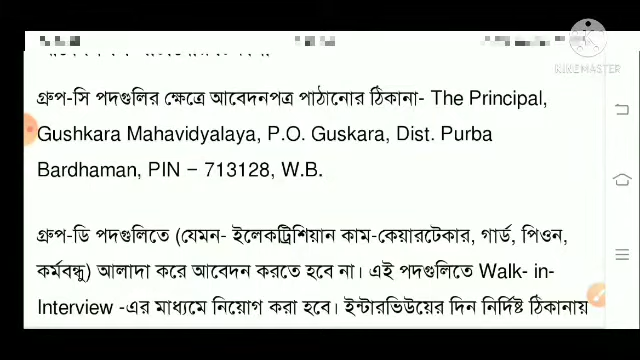 গ্রুপ-সি পদগুলির ক্ষেত্রে আবেদনপত্র পাঠানোর ঠিকানা- The Principal,
Gushkara Mahavidyalaya, P.O. Guskara, Dist. Purba
Bardhaman, PIN – 713128, W.B.
গ্রুপ-ডি পদগুলিতে (যেমন- ইলেকট্রিশিয়ান কাম-কেয়ারটেকার, গার্ড, পিওন,
কর্মবন্ধু) আলাদা করে আবেদন করতে হবে না। এই পদগুলিতে Walk- in-
Interview -এর মাধ্যমে নিয়োগ করা হবে। ইন্টারভিউয়ের দিন নির্দিষ্ট ঠিকানায়
KINEMASTER